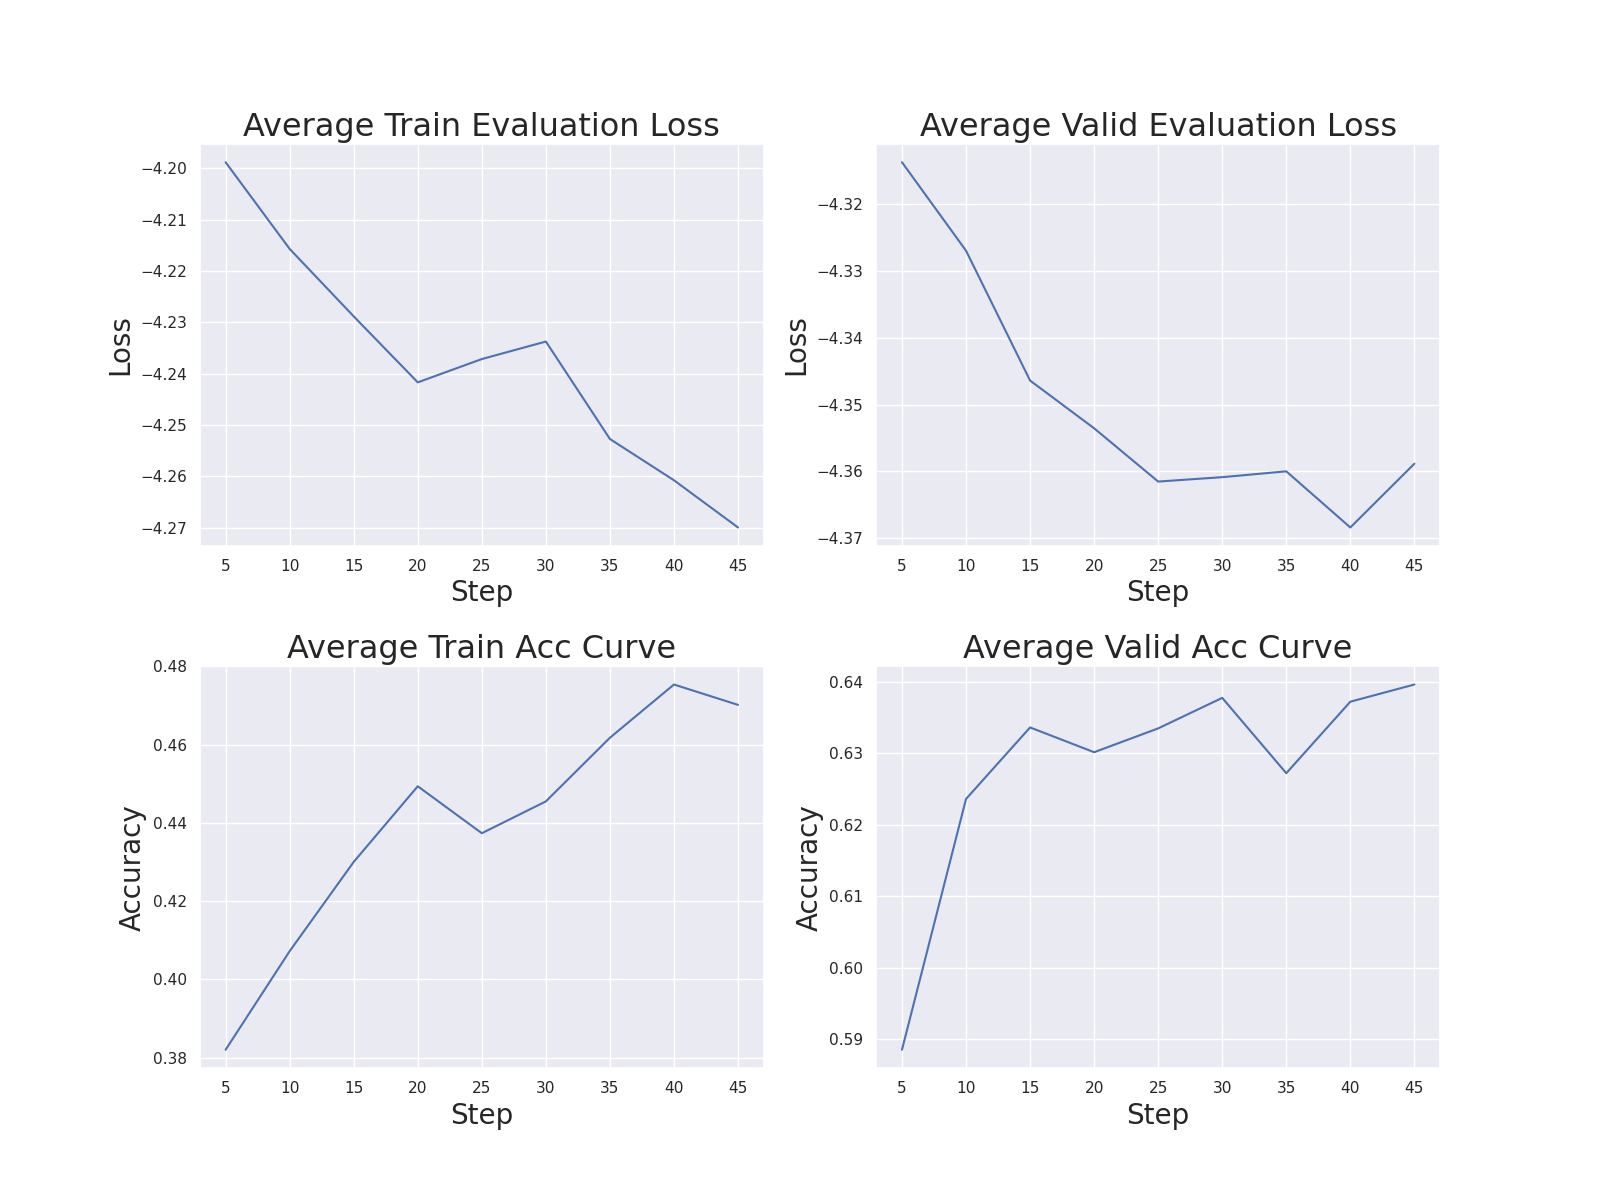 Average Train Evaluation Loss
Loss
−4.20
−4.21
−4.22
−4.23
−4.24
−4.25
−4.26
−4.27
5 10 15 20 25 30 35 40 45
Step
Average Valid Evaluation Loss
Loss
−4.32
−4.33
−4.34
−4.35
−4.36
−4.37
5 10 15 20 25 30 35 40 45
Step
Average Train Acc Curve
Accuracy
0.48
0.46
0.44
0.42
0.40
0.38
5 10 15 20 25 30 35 40 45
Step
Average Valid Acc Curve
Accuracy
0.64
0.63
0.62
0.61
0.60
0.59
5 10 15 20 25 30 35 40 45
Step